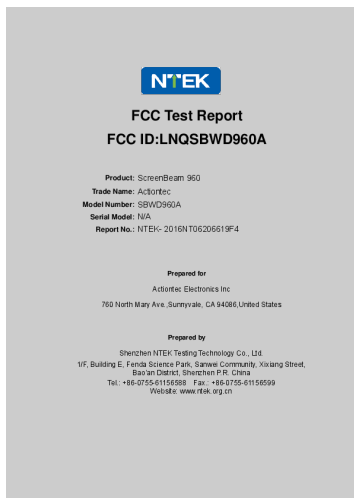 NTEK
FCC Test Report
FCC ID:LNQSBWD960A
Product: ScreenBeam 960
Trade Name: Actiontec
Model Number: SBWD960A
Serial Model: N/A
Report No.: NTEK- 2016NT06206619F4
Prepared for
Actiontec Electronics Inc
760 North Mary Ave.,Sunnyvale, CA 94086,United States
Prepared by
Shenzhen NTEK Testing Technology Co., Ltd.
1/F, Building E, Fenda Science Park, Sanwei Community, Xixiang Street,
Bao'an District, Shenzhen P.R. China
Tel.: +86-0755-61156588 Fax.: +86-0755-61156599
Website: www.ntek.org.cn